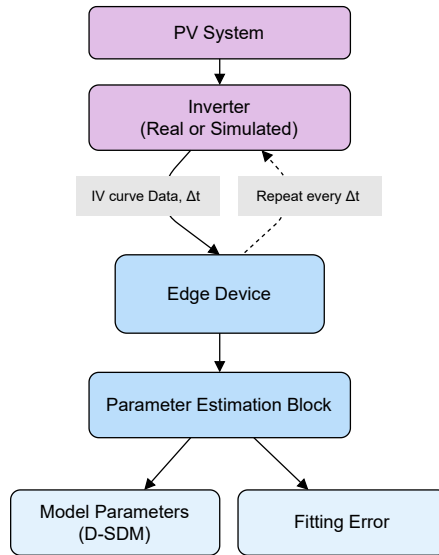 PV System
Inverter
(Real or Simulated)
IV curve Data, Δt
Repeat every Δt
Edge Device
Parameter Estimation Block
Model Parameters
(D-SDM)
Fitting Error